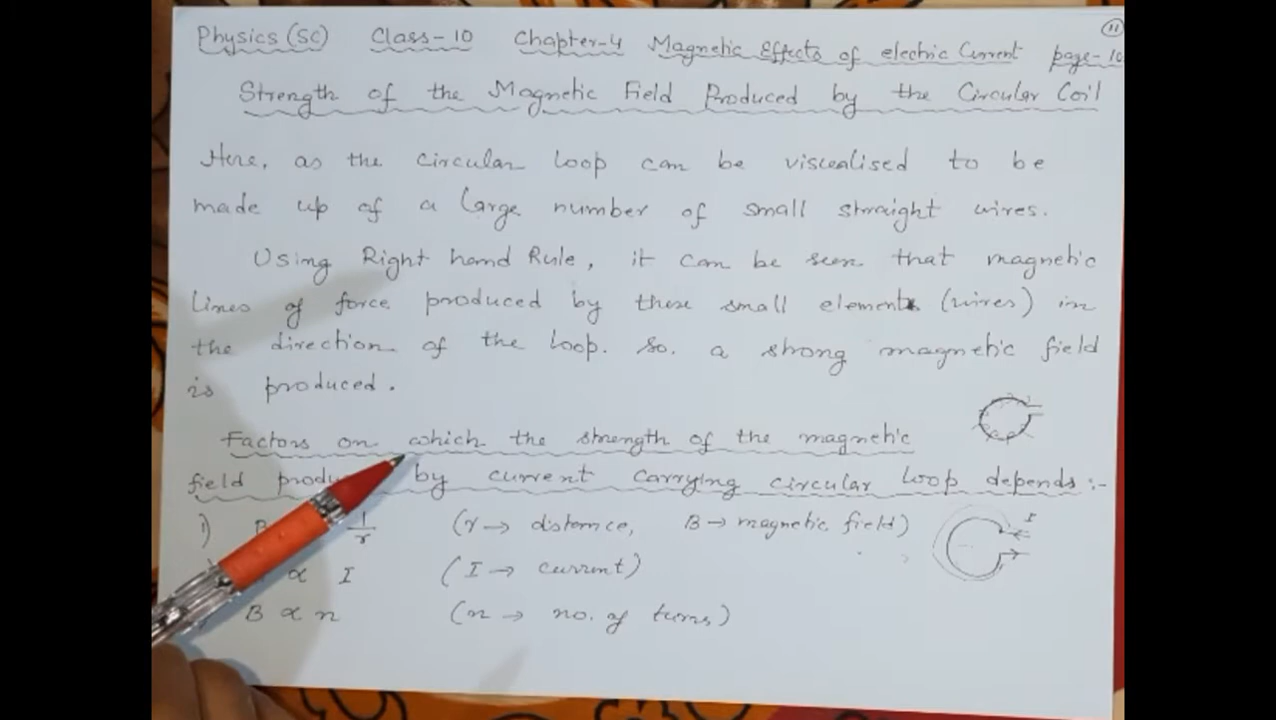 Physics (SC) Class-10 Chapter-4 Magnetic Effects of electric Current page-10
11
Strength of the Magnetic Field Produced by the Circular Coil
Here, as the circular loop can be viscealised to be
made up of a large number of small straight wires.
Using Right hand Rule, it can be seen that magnetic
lines of force produced by these small elements (wires) in
the direction of the loop. So. a strong magnetic field
is produced.
Factors on which the strength of the magnetic
field by current carrying circular loop depends :-
1) B 1/r (r → distance, B → magnetic field)
∝ I (I → current)
B ∝ n (n → no. of turns)
I